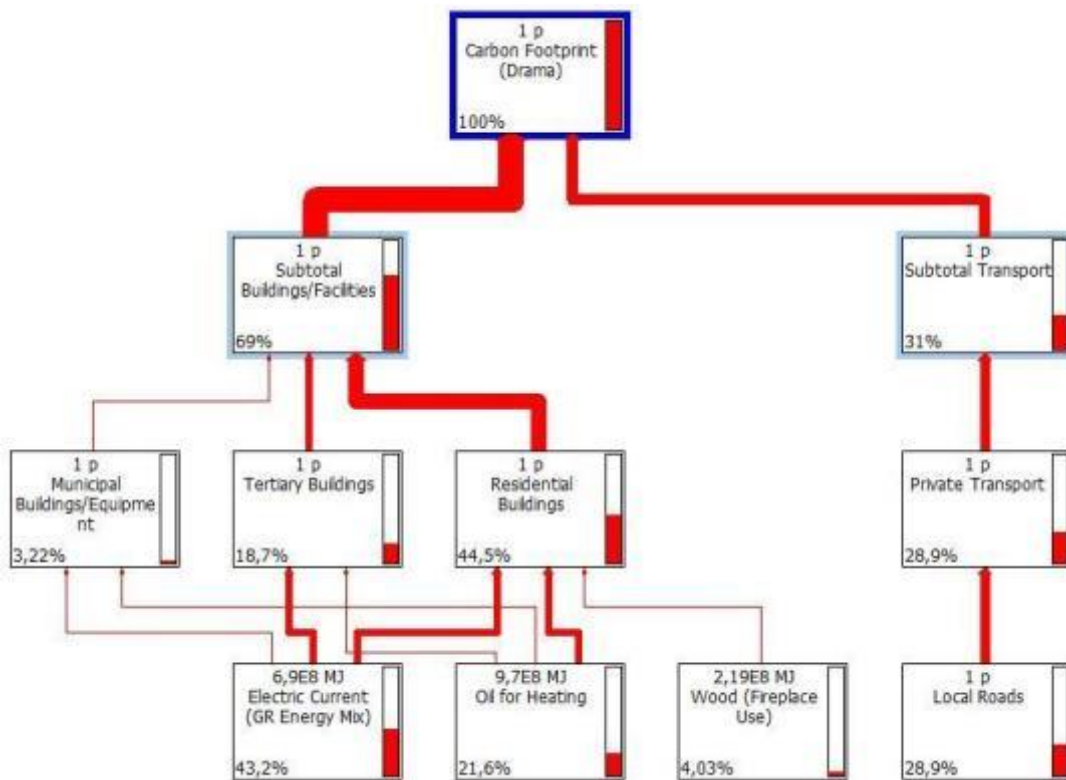 1 p
Carbon Footprint
(Drama)
100%
1 p
Subtotal
Buildings/Facilities
69%
1 p
Subtotal Transport
31%
1 p
Municipal
Buildings/Equipme
nt
3,22%
1 p
Tertiary Buildings
18,7%
1 p
Residential
Buildings
44,5%
1 p
Private Transport
28,9%
6,9E8 MJ
Electric Current
(GR Energy Mix)
43,2%
9,7E8 MJ
Oil for Heating
21,6%
2,19E8 MJ
Wood (Fireplace
Use)
4,03%
1 p
Local Roads
28,9%